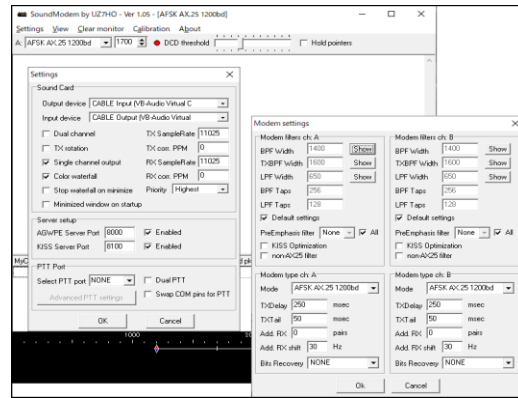 SoundModem by UZ7HO - Ver 1.05 - [AFSK AX.25 1200bd]
Settings View Clear monitor Calibration About
A: AFSK AX.25 1200bd 1700 DCD threshold Hold pointers
Settings
Sound Card
Output device CABLE Input (VB-Audio Virtual C
Input device CABLE Output (VB-Audio Virtual
Dual channel TX SampleRate 11025
TX rotation TX corr. PPM 0
Single channel output RX SampleRate 11025
Color waterfall RX corr. PPM 0
Stop waterfall on minimize Priority Highest
Minimized window on startup
Server setup
AGWPE Server Port 8000 Enabled
KISS Server Port 8100 Enabled
PTT Port
Select PTT port NONE Dual PTT
Advanced PTT settings Swap COM pins for PTT
OK Cancel
1000
Modem settings
Modem filters ch: A Modem filters ch: B
BPF Width 1400 Show BPF Width 1400 Show
TXBPF Width 1600 Show TXBPF Width 1600 Show
LPF Width 650 Show LPF Width 650 Show
BPF Taps 256 BPF Taps 256
LPF Taps 128 LPF Taps 128
Default settings Default settings
PreEmphasis filter None All PreEmphasis filter None All
KISS Optimization KISS Optimization
non-AX25 filter non-AX25 filter
Modem type ch: A Modem type ch: B
Mode AFSK AX.25 1200bd Mode AFSK AX.25 1200bd
TXDelay 250 msec TXDelay 250 msec
TXTail 50 msec TXTail 50 msec
Add. RX 0 pairs Add. RX 0 pairs
Add. RX shift 30 Hz Add. RX shift 30 Hz
Bits Recovery NONE Bits Recovery NONE
Ok Cancel